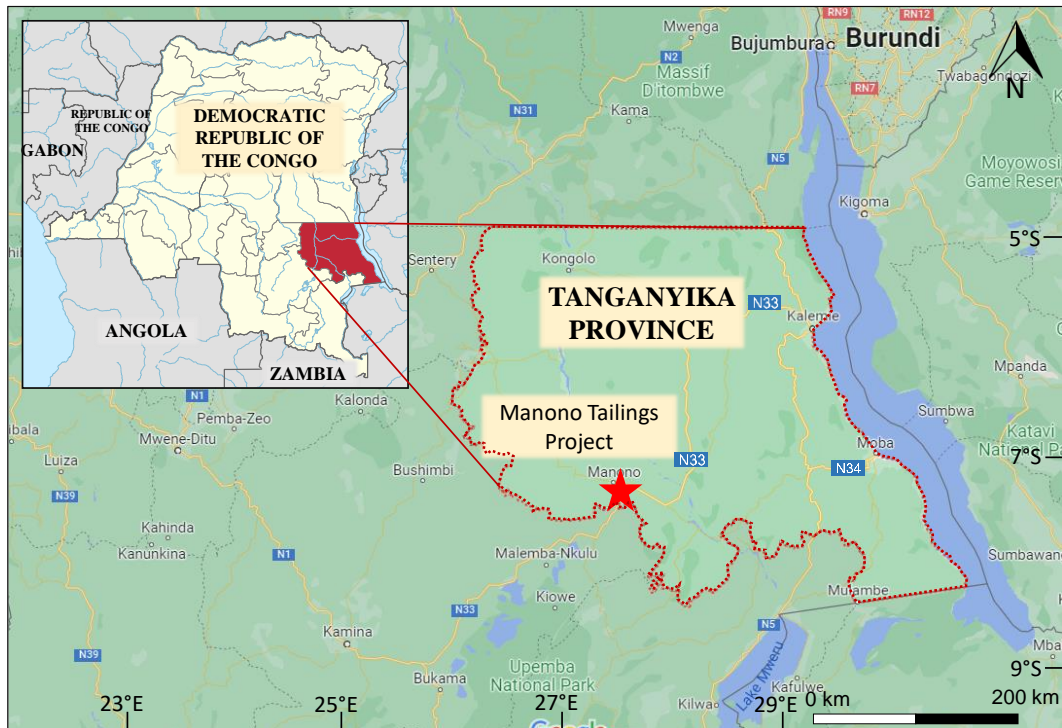 REPUBLIC OF
THE CONGO
GABON
DEMOCRATIC
REPUBLIC OF
THE CONGO
ANGOLA
ZAMBIA
RN9
RN12
Mwenga
Bujumbura
Burundi
N
N2
Massif
D'itombwe
Twabagondozi
RN7
N31
Kama
N5
Moyowosi
Game Reserve
Kigoma
5°S
Sentery
Kongolo
TANGANYIKA
PROVINCE
N33
Kalemie
Mpanda
N1
Kalonda
Pemba-Zeo
Mwene-Ditu
Manono Tailings
Project
Sumbwa
Katavi
National Pa
Luiza
Bushimbi
Manono
N33
Moba
N34
7°S
N39
Kahinda
Kanunkina
N1
Malemba-Nkulu
Sumbawan
Kiowe
N33
Mulambe
Kamina
N5
N39
Upemba
National Park
Bukama
Lake Mweru
Kilwa
Kafulwe
Mba
9°S
23°E
25°E
27°E
29°E
0 km
200 km